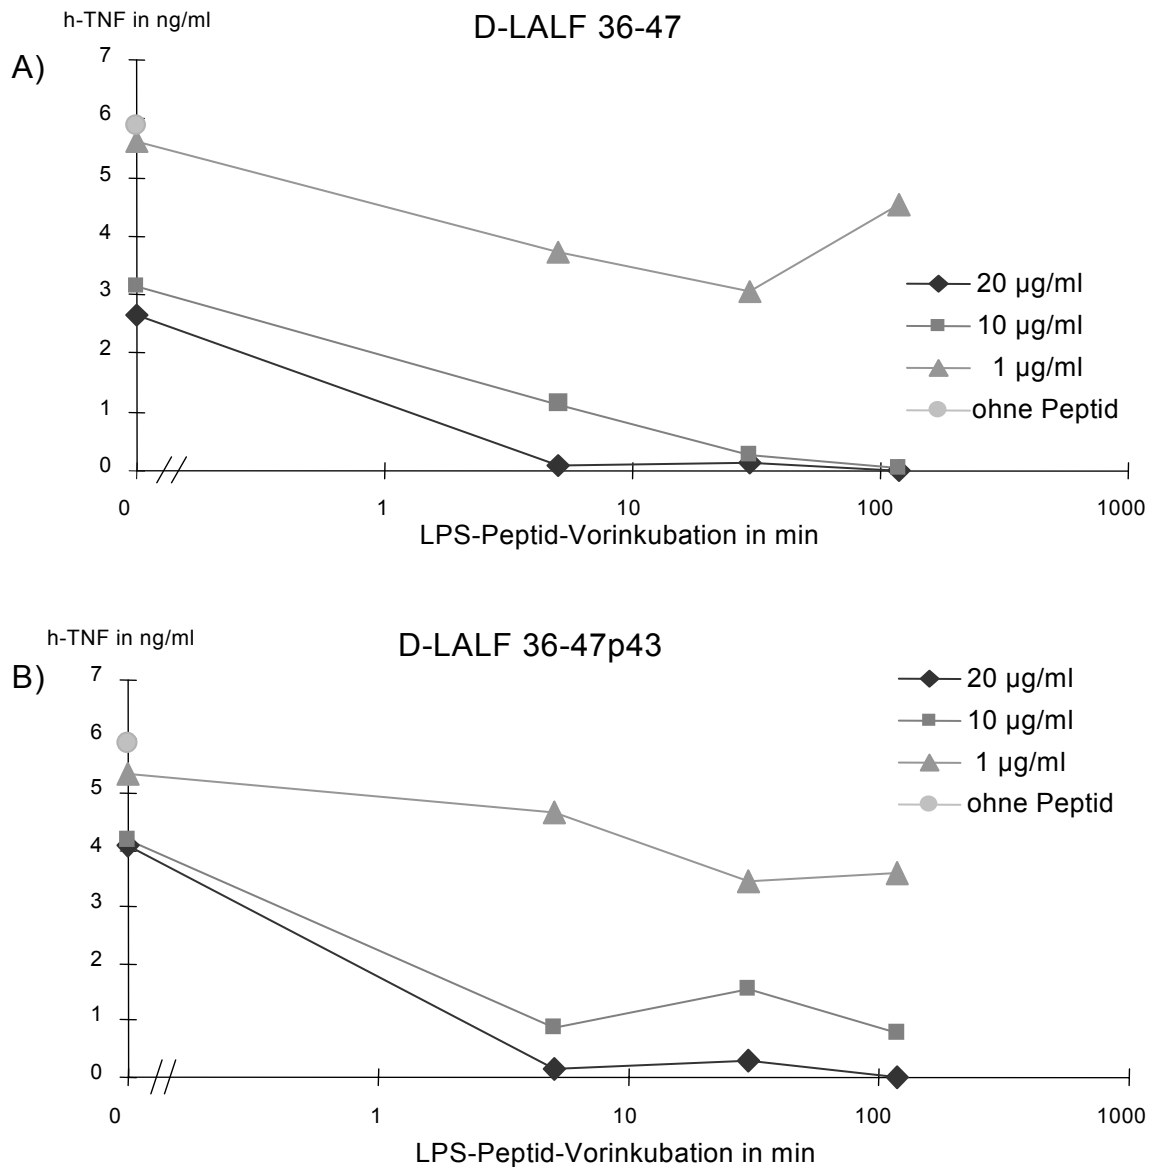 h-TNF in ng/ml
D-LALF 36-47
A)
7
6
5
4
3
2
1
0
20 µg/ml
10 µg/ml
1 µg/ml
ohne Peptid
0 1 10 100 1000
LPS-Peptid-Vorinkubation in min
h-TNF in ng/ml
D-LALF 36-47p43
B)
7
6
5
4
3
2
1
0
20 µg/ml
10 µg/ml
1 µg/ml
ohne Peptid
0 1 10 100 1000
LPS-Peptid-Vorinkubation in min